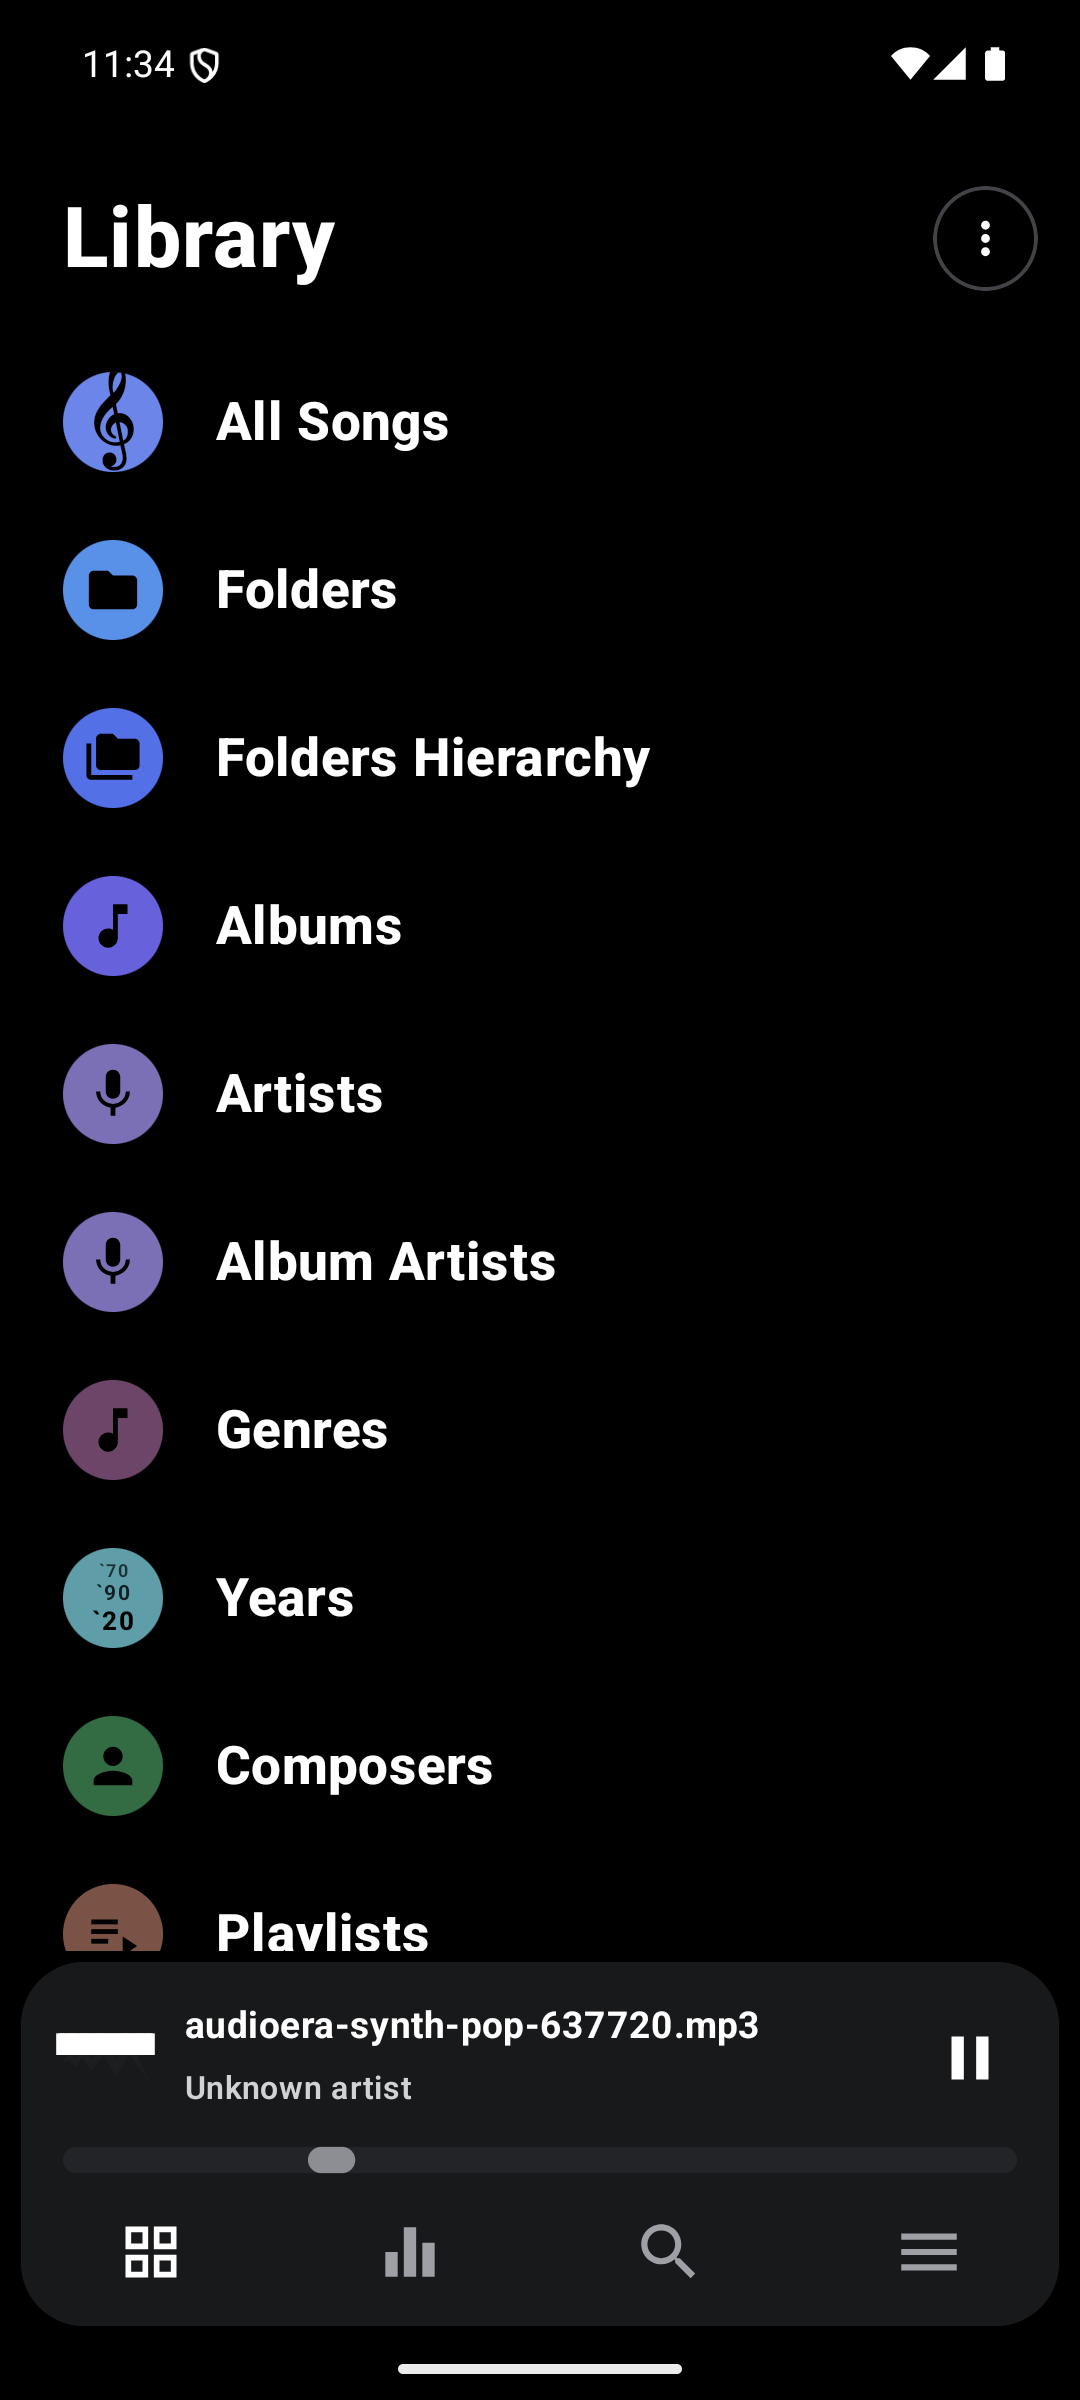 11:34
Library
All Songs
Folders
Folders Hierarchy
Albums
Artists
Album Artists
Genres
`70
`90
`20
Years
Composers
Playlists
audioera-synth-pop-637720.mp3
Unknown artist